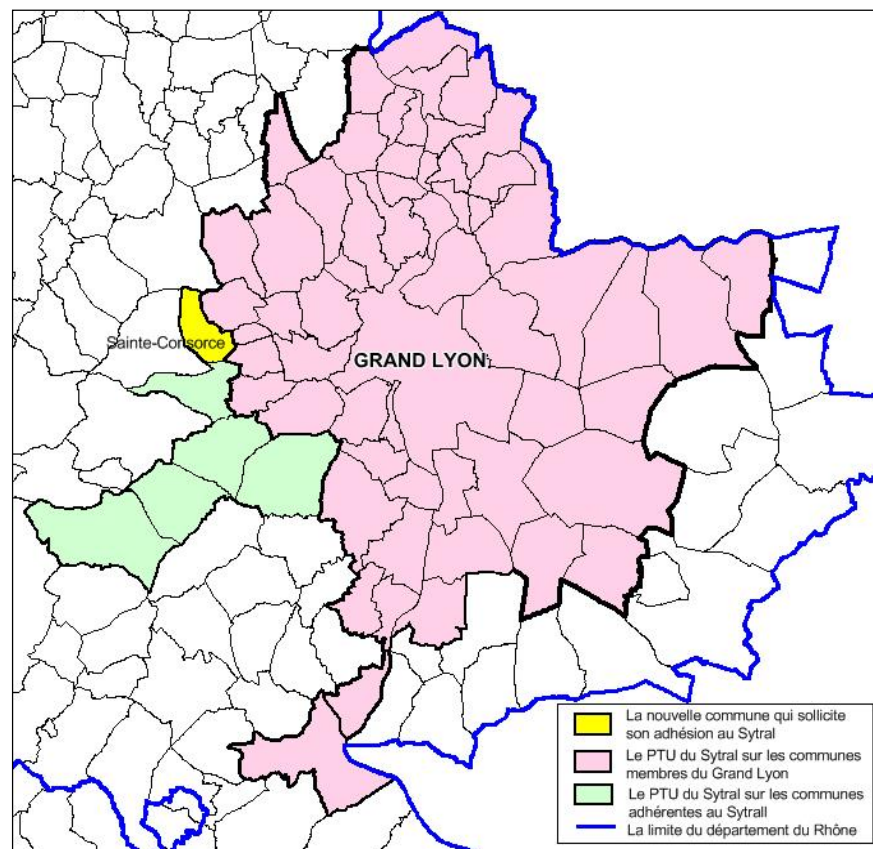 Sainte-Consorce
GRAND LYON
La nouvelle commune qui sollicite
son adhésion au Sytral
Le PTU du Sytral sur les communes
membres du Grand Lyon
Le PTU du Sytral sur les communes
adhérentes au Sytrall
La limite du département du Rhône